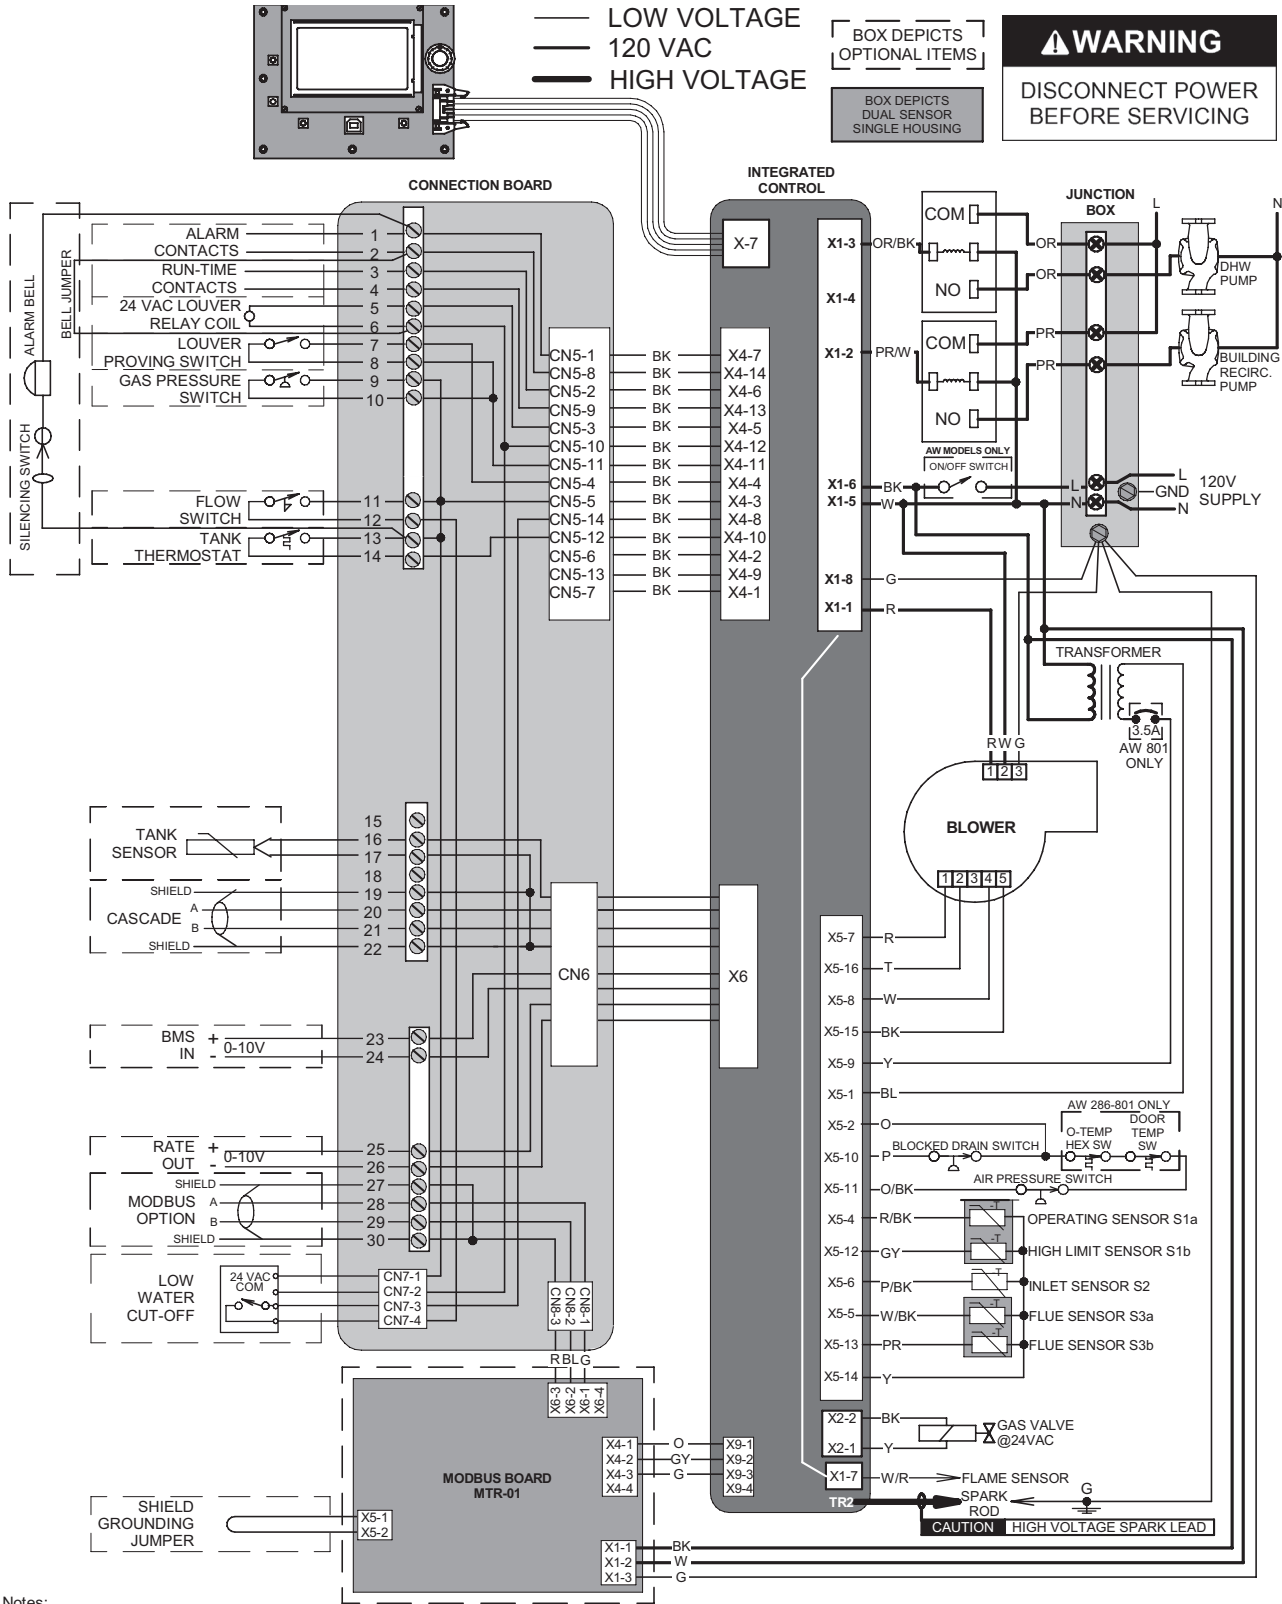 LOW VOLTAGE
120 VAC
HIGH VOLTAGE
BOX DEPICTS
OPTIONAL ITEMS
BOX DEPICTS
DUAL SENSOR
SINGLE HOUSING
WARNING
DISCONNECT POWER
BEFORE SERVICING
CONNECTION BOARD
INTEGRATED
CONTROL
JUNCTION
BOX
L
N
ALARM BELL
SILENCING SWITCH
BELL JUMPER
ALARM 1
CONTACTS 2
RUN-TIME 3
CONTACTS 4
24 VAC LOUVER 5
RELAY COIL 6
LOUVER 7
PROVING SWITCH 8
GAS PRESSURE 9
SWITCH 10
FLOW 11
SWITCH 12
TANK 13
THERMOSTAT 14
X-7
CN5-1 BK X4-7
CN5-8 BK X4-14
CN5-2 BK X4-6
CN5-9 BK X4-13
CN5-3 BK X4-5
CN5-10 BK X4-12
CN5-11 BK X4-11
CN5-4 BK X4-4
CN5-5 BK X4-3
CN5-14 BK X4-8
CN5-12 BK X4-10
CN5-6 BK X4-2
CN5-13 BK X4-9
CN5-7 BK X4-1
X1-3 OR/BK
X1-4
X1-2 PR/W
X1-6 BK
X1-5 W
X1-8 G
X1-1 R
COM
NO
COM
NO
OR
OR
PR
PR
DHW
PUMP
BUILDING
RECIRC.
PUMP
AW MODELS ONLY
ON/OFF SWITCH
L
N
L
GND
N
120V
SUPPLY
TRANSFORMER
3.5A
AW 801
ONLY
R W G
1 2 3
BLOWER
1 2 3 4 5
15
TANK 16
SENSOR 17
18
SHIELD 19
CASCADE
A 20
B 21
SHIELD 22
CN6
X6
BMS + 23
IN - 24
0-10V
RATE + 25
OUT - 26
0-10V
SHIELD 27
MODBUS A 28
OPTION B 29
SHIELD 30
LOW
WATER
CUT-OFF
24 VAC
COM
CN7-1
CN7-2
CN7-3
CN7-4
CN8-3
CN8-2
CN8-1
R BL G
X6-3
X6-2
X6-1
X6-4
X5-7 R
X5-16 T
X5-8 W
X5-15 BK
X5-9 Y
X5-1 BL
X5-2 O
X5-10 P
X5-11 O/BK
X5-4 R/BK
X5-12 GY
X5-6 P/BK
X5-5 W/BK
X5-13 PR
X5-14 Y
AW 286-801 ONLY
O-TEMP
HEX SW
DOOR
TEMP
SW
BLOCKED DRAIN SWITCH
AIR PRESSURE SWITCH
OPERATING SENSOR S1a
HIGH LIMIT SENSOR S1b
INLET SENSOR S2
FLUE SENSOR S3a
FLUE SENSOR S3b
X2-2 BK
X2-1 Y
GAS VALVE
@24VAC
X1-7 W/R FLAME SENSOR
TR2
SPARK
ROD
G
CAUTION HIGH VOLTAGE SPARK LEAD
MODBUS BOARD
MTR-01
X4-1 O X9-1
X4-2 GY X9-2
X4-3 G X9-3
X4-4 X9-4
SHIELD
GROUNDING
JUMPER
X5-1
X5-2
X1-1 BK
X1-2 W
X1-3 G
Notes: